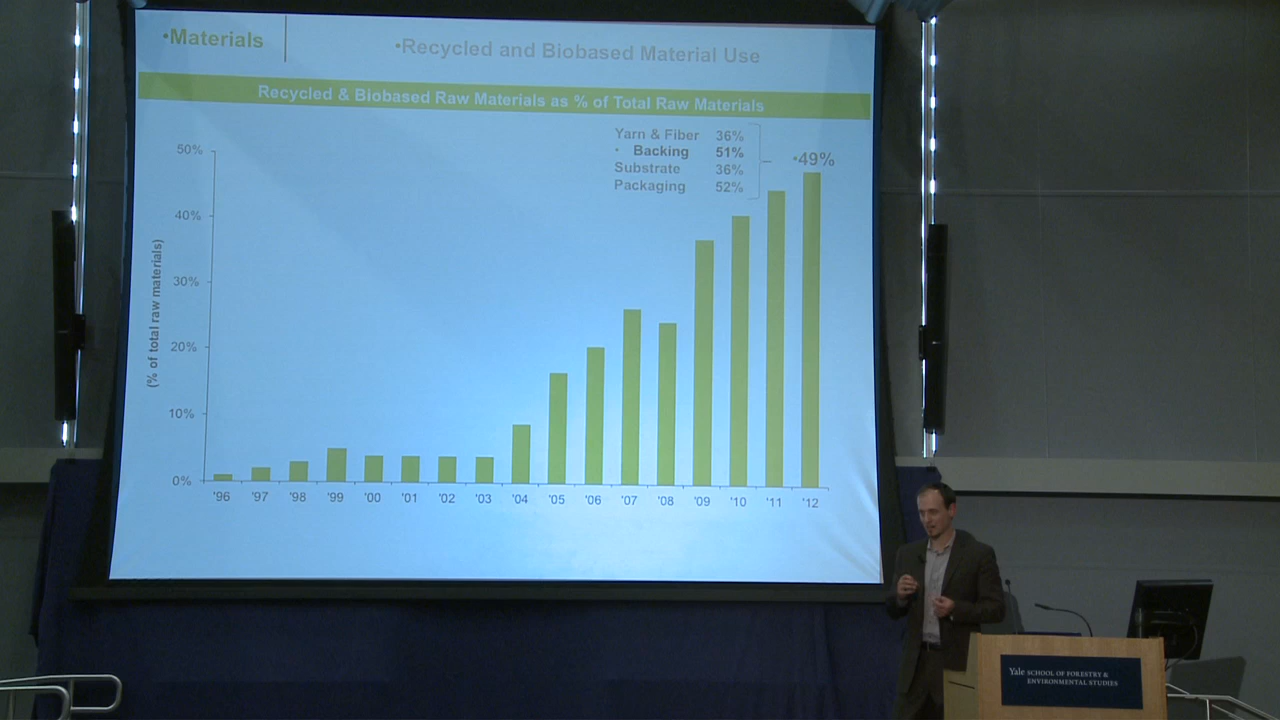 •Materials
•Recycled and Biobased Material Use
Recycled & Biobased Raw Materials as % of Total Raw Materials
Yarn & Fiber 36%
• Backing 51%
Substrate 36%
Packaging 52%
•49%
50%
40%
30%
20%
10%
0%
(% of total raw materials)
'96 '97 '98 '99 '00 '01 '02 '03 '04 '05 '06 '07 '08 '09 '10 '11 '12
Yale SCHOOL OF FORESTRY &
ENVIRONMENTAL STUDIES